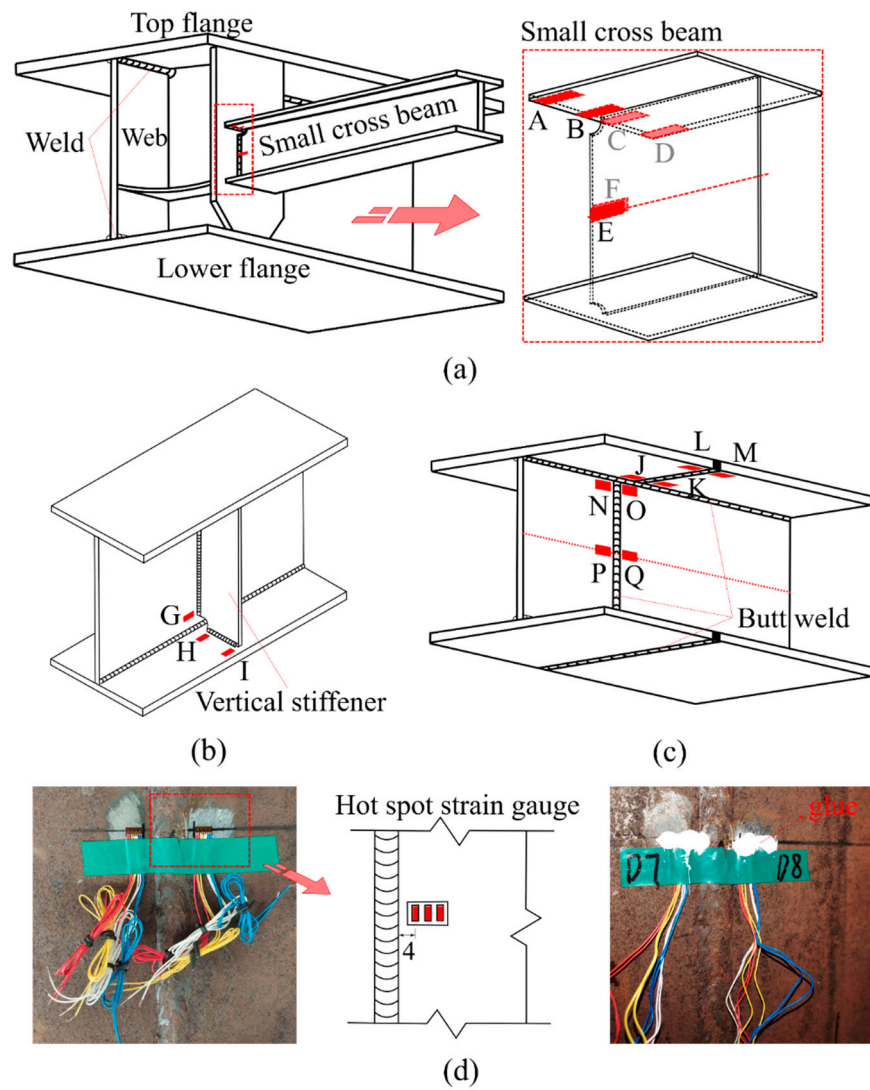 Top flange
Weld
Web
Small cross beam
Lower flange
Small cross beam
A
B
C
D
F
E
(a)
G
H
I
Vertical stiffener
(b)
L
M
J
K
N
O
P
Q
Butt weld
(c)
Hot spot strain gauge
4
glue
D7
D8
(d)